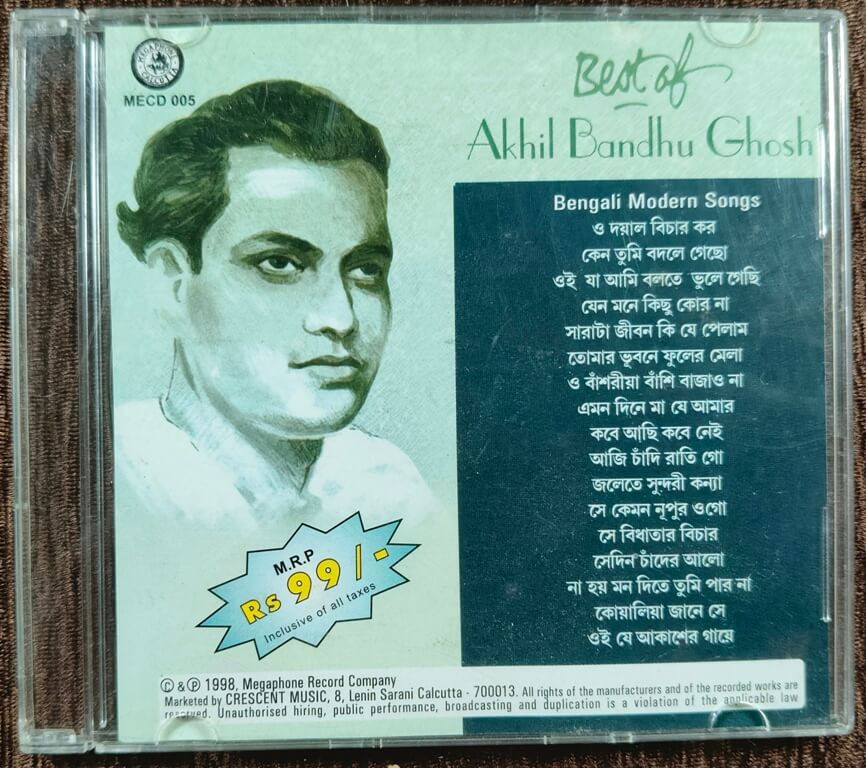 MEGAPHONE
CALCUTTA
MECD 005
Best of
Akhil Bandhu Ghosh
Bengali Modern Songs
ও দয়াল বিচার কর
কেন তুমি বদলে গেছো
ওই যা আমি বলতে ভুলে গেছি
যেন মনে কিছু কোর না
সারাটা জীবন কি যে পেলাম
তোমার ভূবনে ফুলের মেলা
ও বাঁশরীয়া বাঁশি বাজাও না
এমন দিনে মা যে আমার
কবে আছি কবে নেই
আজি চাঁদি রাতি গো
জলেতে সুন্দরী কন্যা
সে কেমন নূপুর ওগো
সে বিধাতার বিচার
সেদিন চাঁদের আলো
না হয় মন দিতে তুমি পার না
কোয়ালিয়া জানে সে
ওই যে আকাশের গায়ে
M.R.P
Rs 99/-
Inclusive of all taxes
© & ℗ 1998, Megaphone Record Company
Marketed by CRESCENT MUSIC, 8, Lenin Sarani Calcutta - 700013. All rights of the manufacturers and of the recorded works are
reserved. Unauthorised hiring, public performance, broadcasting and duplication is a violation of the applicable law